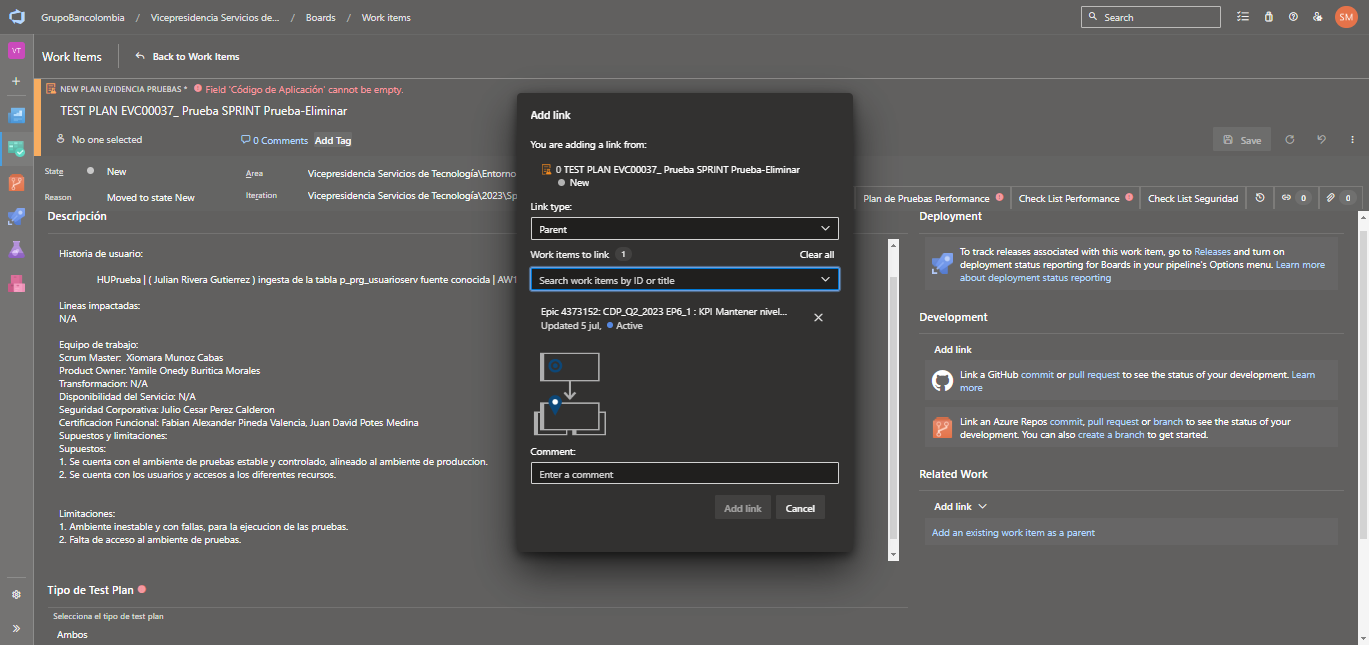 GrupoBancolombia / Vicepresidencia Servicios de... / Boards / Work items
Search
SM
VT
Work Items
Back to Work Items
NEW PLAN EVIDENCIA PRUEBAS *
Field 'Código de Aplicación' cannot be empty.
TEST PLAN EVC00037_ Prueba SPRINT Prueba-Eliminar
No one selected
0 Comments
Add Tag
Save
State
New
Area
Vicepresidencia Servicios de Tecnología\Entorno
Reason
Moved to state New
Iteration
Vicepresidencia Servicios de Tecnología\2023\Sp
Plan de Pruebas Performance
Check List Performance
Check List Seguridad
0
0
Descripción
Historia de usuario:
HUPrueba | ( Julian Rivera Gutierrez ) ingesta de la tabla p_prg_usuarioserv fuente conocida | AW1
Lineas impactadas:
N/A
Equipo de trabajo:
Scrum Master: Xiomara Munoz Cabas
Product Owner: Yamile Onedy Buritica Morales
Transformacion: N/A
Disponibilidad del Servicio: N/A
Seguridad Corporativa: Julio Cesar Perez Calderon
Certificacion Funcional: Fabian Alexander Pineda Valencia, Juan David Potes Medina
Supuestos y limitaciones:
Supuestos:
1. Se cuenta con el ambiente de pruebas estable y controlado, alineado al ambiente de produccion.
2. Se cuenta con los usuarios y accesos a los diferentes recursos.
Limitaciones:
1. Ambiente inestable y con fallas, para la ejecucion de las pruebas.
2. Falta de acceso al ambiente de pruebas.
Tipo de Test Plan
Selecciona el tipo de test plan
Ambos
Add link
You are adding a link from:
0 TEST PLAN EVC00037_ Prueba SPRINT Prueba-Eliminar
New
Link type:
Parent
Work items to link 1
Clear all
Search work items by ID or title
Epic 4373152: CDP_Q2_2023 EP6_1 : KPI Mantener nivel...
Updated 5 jul, Active
Comment:
Enter a comment
Add link
Cancel
Deployment
To track releases associated with this work item, go to Releases and turn on
deployment status reporting for Boards in your pipeline's Options menu. Learn more
about deployment status reporting
Development
Add link
Link a GitHub commit or pull request to see the status of your development. Learn
more
Link an Azure Repos commit, pull request or branch to see the status of your
development. You can also create a branch to get started.
Related Work
Add link
Add an existing work item as a parent